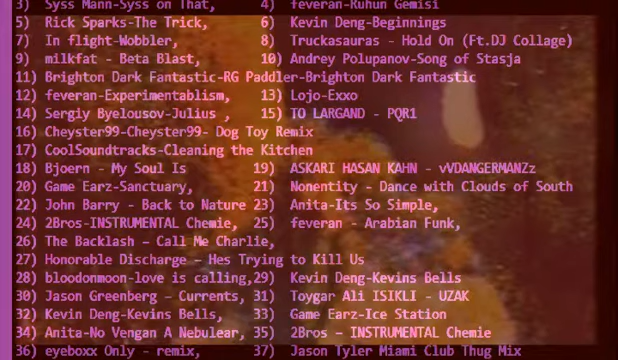 3) Syss Mann-Syss on That, 4) feveran-Ruhun Gemisi
5) Rick Sparks-The Trick, 6) Kevin Deng-Beginnings
7) In flight-Wobbler, 8) Truckasauras - Hold On (Ft.DJ Collage)
9) milkfat - Beta Blast, 10) Andrey Polupanov-Song of Stasja
11) Brighton Dark Fantastic-RG Paddler-Brighton Dark Fantastic
12) feveran-Experimentablism, 13) Lojo-Exxo
14) Sergiy Byelousov-Julius , 15) TO LARGAND - PQR1
16) Cheyster99-Cheyster99- Dog Toy Remix
17) CoolSoundtracks-Cleaning the Kitchen
18) Bjoern - My Soul Is 19) ASKARI HASAN KAHN - vVDANGERMANZz
20) Game Earz-Sanctuary, 21) Nonentity - Dance with Clouds of South
22) John Barry - Back to Nature 23) Anita-Its So Simple,
24) 2Bros-INSTRUMENTAL Chemie, 25) feveran - Arabian Funk,
26) The Backlash – Call Me Charlie,
27) Honorable Discharge – Hes Trying to Kill Us
28) bloodonmoon-love is calling,29) Kevin Deng-Kevins Bells
30) Jason Greenberg – Currents, 31) Toygar Ali ISIKLI - UZAK
32) Kevin Deng-Kevins Bells, 33) Game Earz-Ice Station
34) Anita-No Vengan A Nebulear, 35) 2Bros – INSTRUMENTAL Chemie
36) eyeboxx Only - remix, 37) Jason Tyler Miami Club Thug Mix